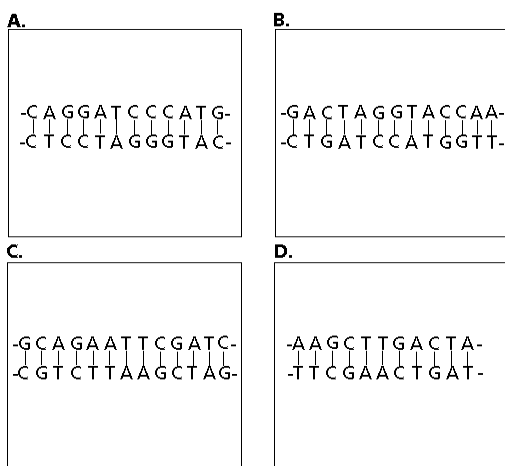 A.
-CAGGATCCCATG-
-CTCCTAGGGTAC-
B.
-GACTAGGTACCAA-
-CTGATCCATGGTT-
C.
-GCAGAATTCGATC-
-CGTCTTAAGCTAG-
D.
-AAGCTTGACTA-
-TTCGAACTGAT-